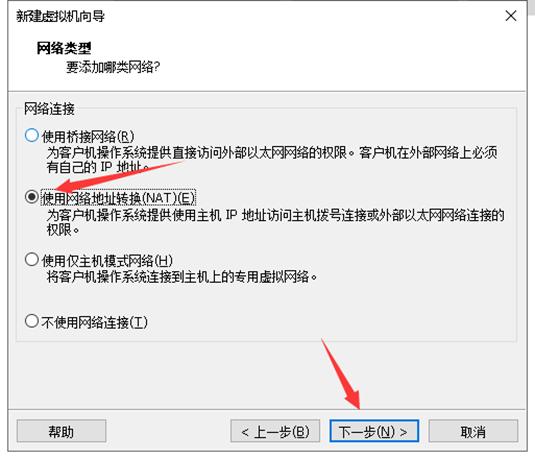 新建虚拟机向导
网络类型
要添加哪类网络?
网络连接
使用桥接网络(R)
为客户机操作系统提供直接访问外部以太网网络的权限。客户机在外部网络上必须
有自己的 IP 地址。
使用网络地址转换(NAT)(E)
为客户机操作系统提供使用主机 IP 地址访问主机拨号连接或外部以太网网络连接的
权限。
使用仅主机模式网络(H)
将客户机操作系统连接到主机上的专用虚拟网络。
不使用网络连接(T)
帮助
< 上一步(B)
下一步(N) >
取消